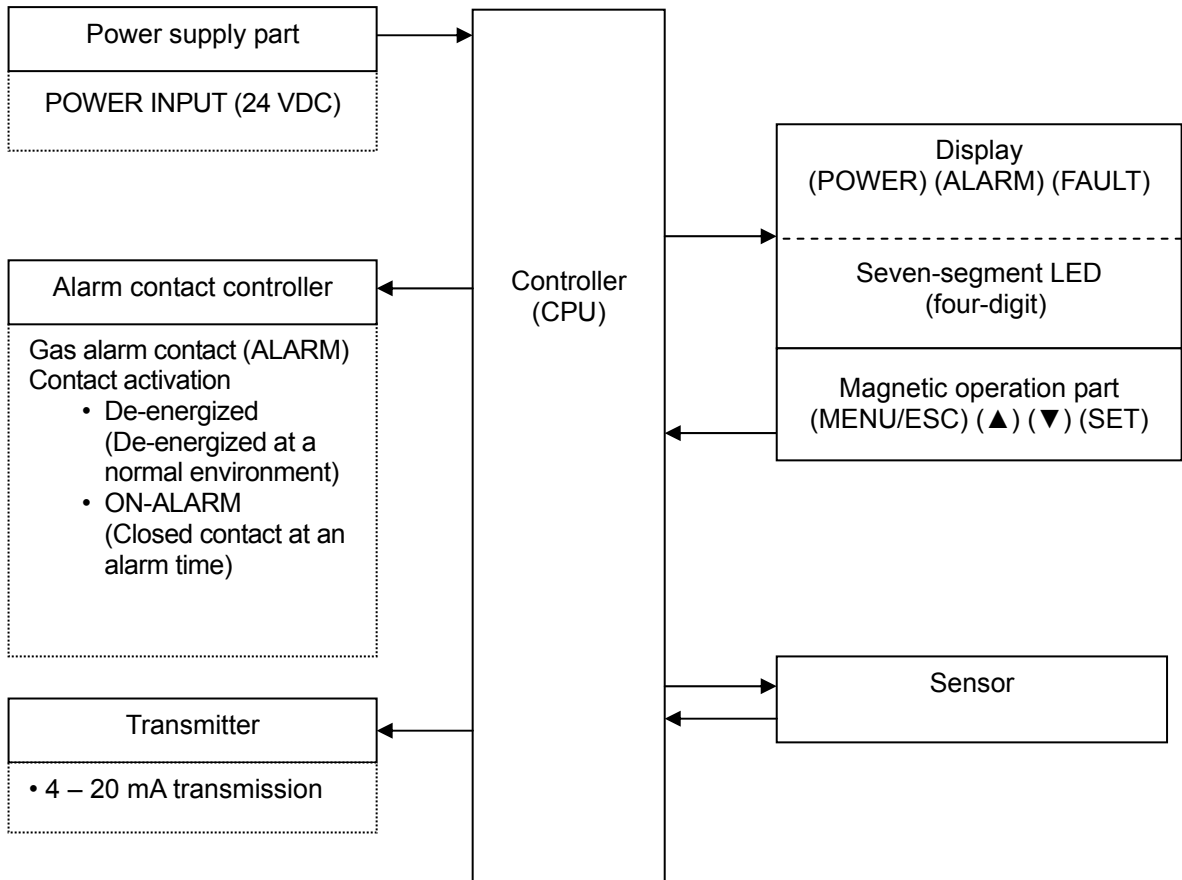 Power supply part
POWER INPUT (24 VDC)
Alarm contact controller
Gas alarm contact (ALARM)
Contact activation
• De-energized
(De-energized at a
normal environment)
• ON-ALARM
(Closed contact at an
alarm time)
Transmitter
• 4 – 20 mA transmission
Controller
(CPU)
Display
(POWER) (ALARM) (FAULT)
Seven-segment LED
(four-digit)
Magnetic operation part
(MENU/ESC) (▲) (▼) (SET)
Sensor